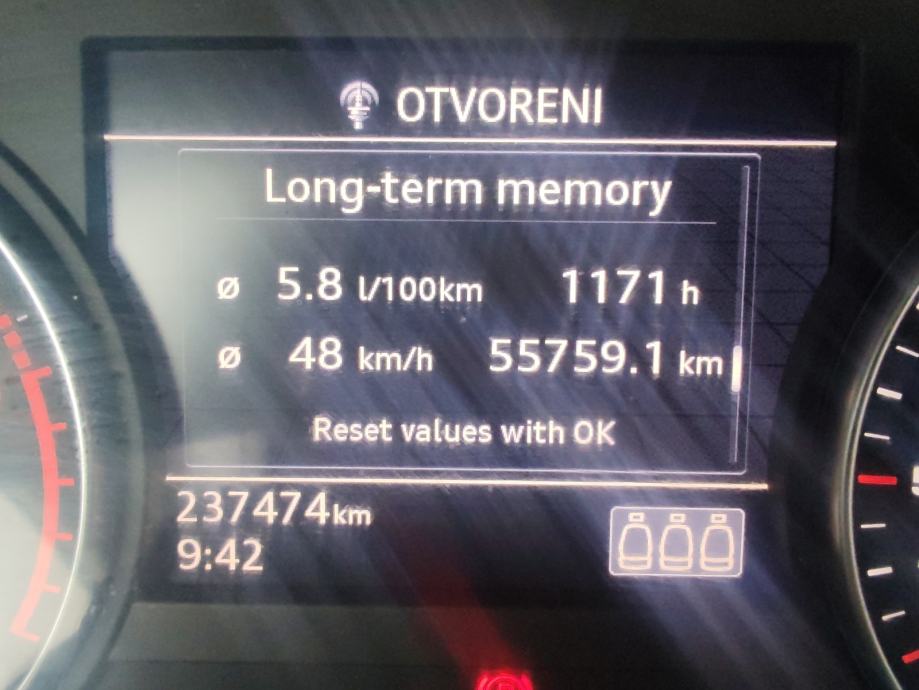 OTVORENI
Long-term memory
ø 5.8 l/100km 1171 h
ø 48 km/h 55759.1 km
Reset values with OK
237474km
9:42